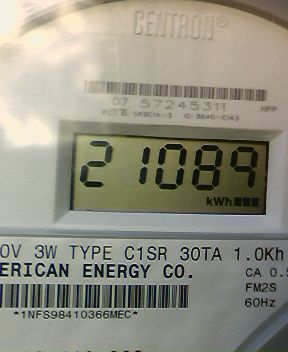 CENTRON®
07 57245311
HPP
21089
kWh
0V 3W TYPE C1SR 30TA 1.0Kh
ERICAN ENERGY CO.
CA 0.5
FM2S
60Hz
*1NFS98410366MEC*